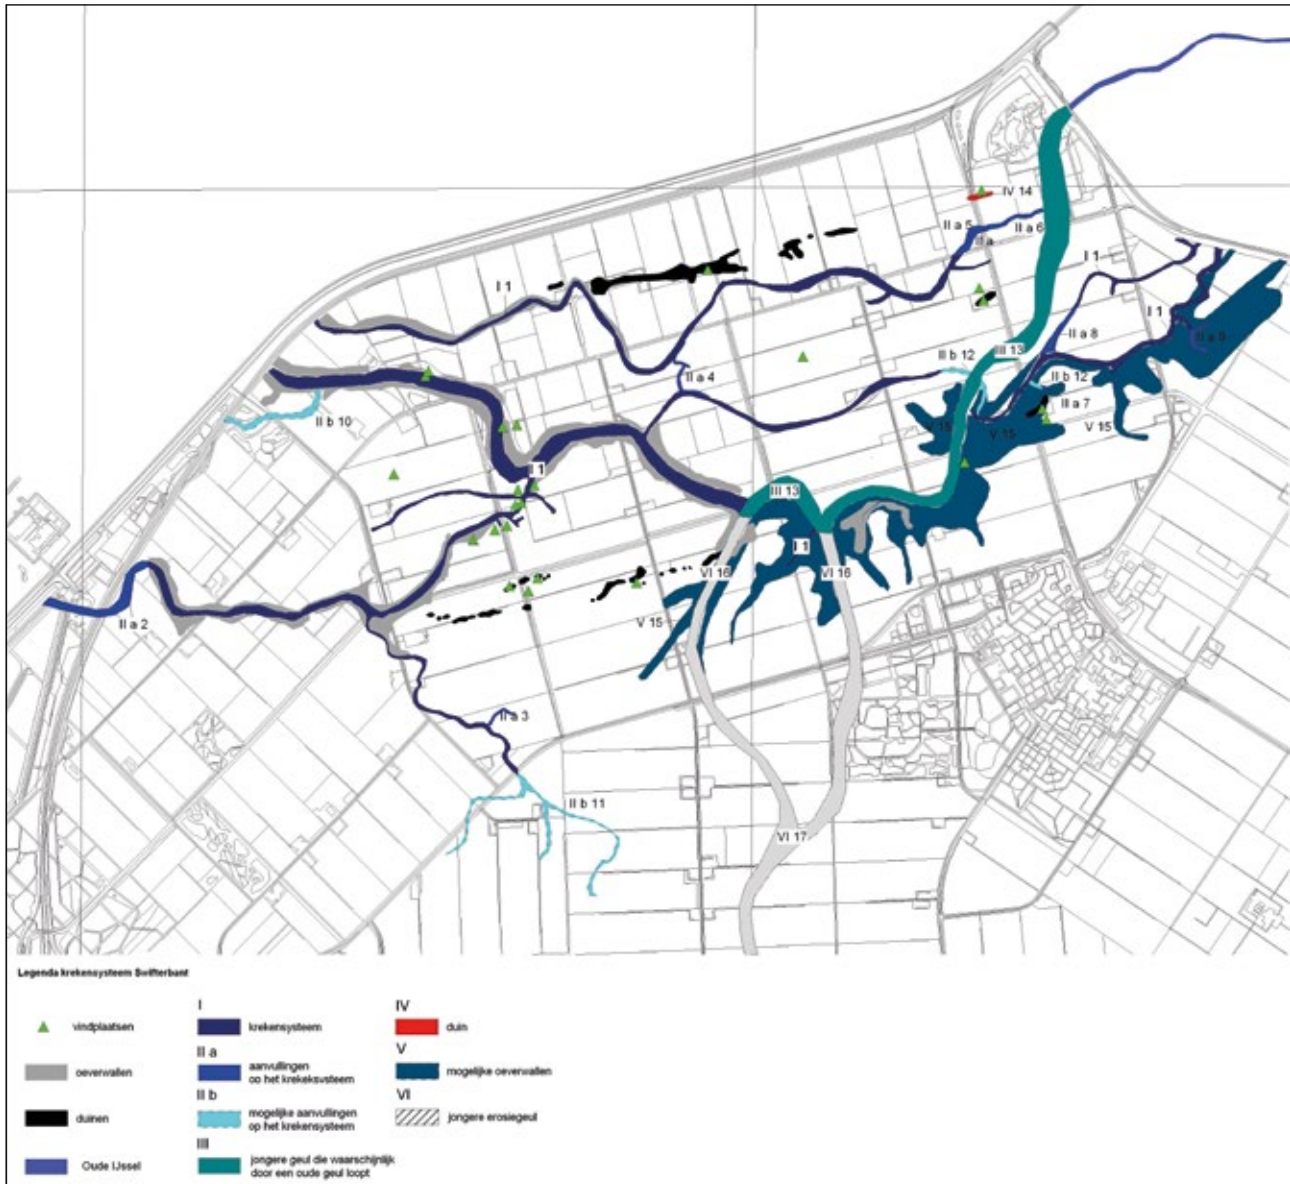 IV 14
II a 5
II a 6
II a
I 1
I 1
I 1
II a 8
II a 9
III 13
II b 12
II b 12
II a 4
III a 7
V 15
V 15
V 15
II b 10
I 1
III 13
I 1
VI 16
VI 16
V 15
II a 2
II a 3
II b 11
VI 17
Legenda krekensysteem Swifterbant
vindplaatsen
oeverwallen
duinen
Oude IJssel
I
krekensysteem
II a
aanvullingen
op het krekeksvsteem
II b
mogelijke aanvullingen
op het krekensysteem
III
jongere geul die waarschijnlijk
door een oude geul loopt
IV
duin
V
mogelijke oeverwallen
VI
jongere erosiegeul